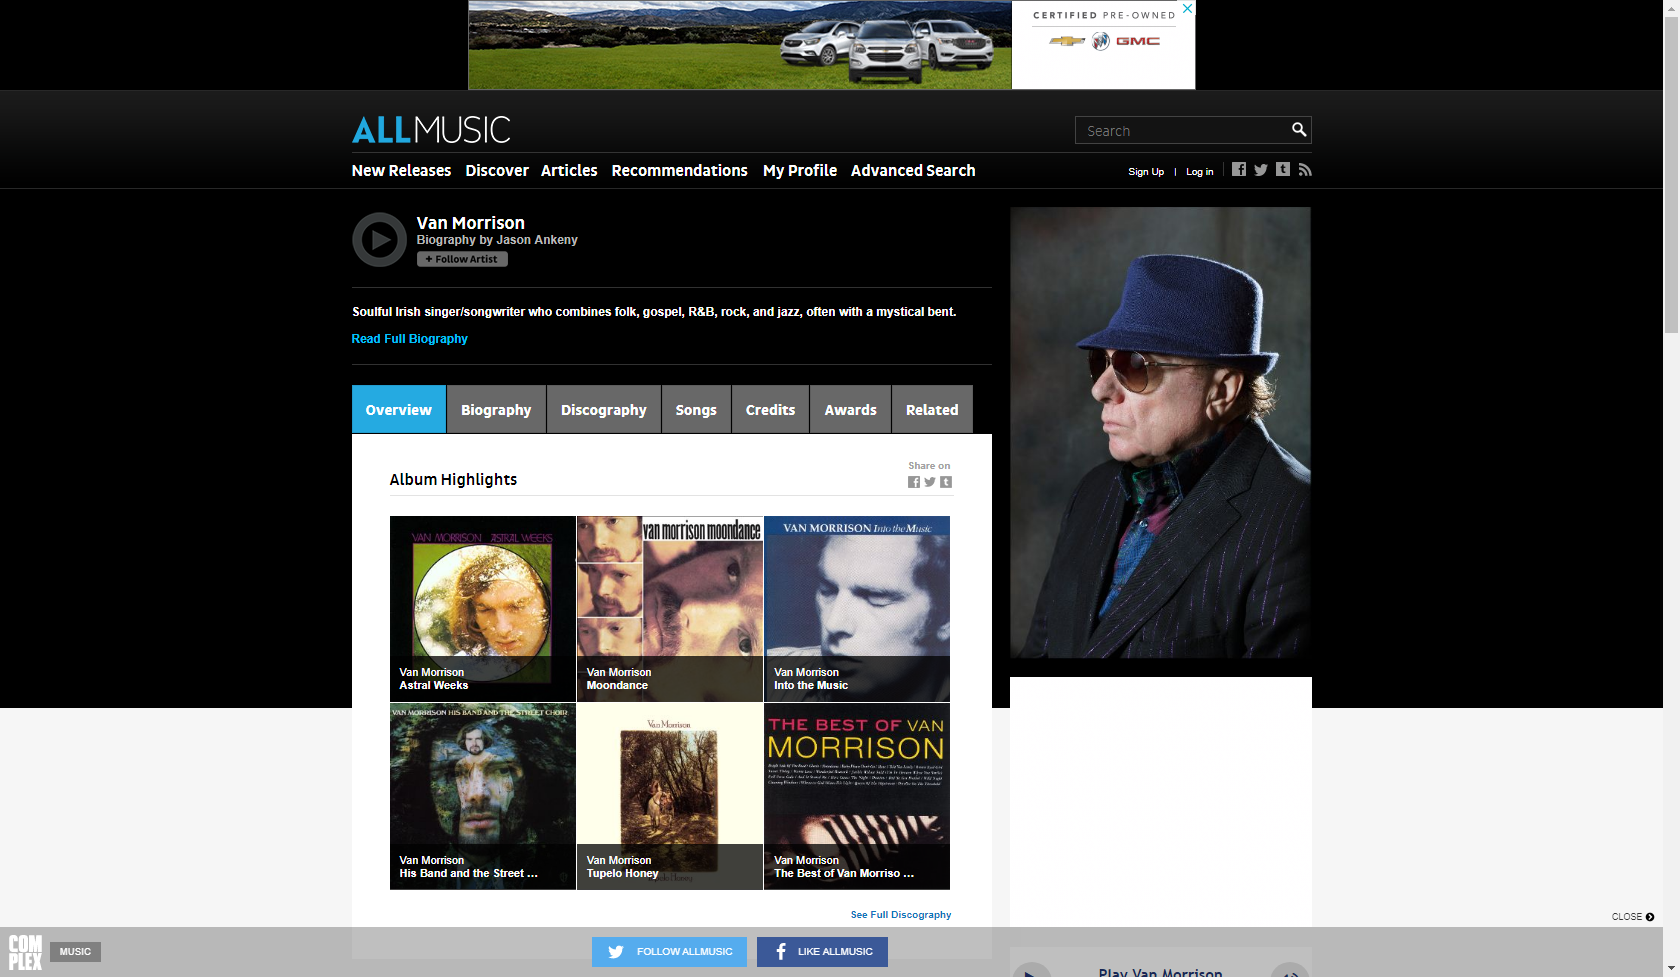 CERTIFIED PRE-OWNED
GMC
ALLMUSIC
Search
New Releases Discover Articles Recommendations My Profile Advanced Search
Sign Up | Log in
Van Morrison
Biography by Jason Ankeny
+ Follow Artist
Soulful Irish singer/songwriter who combines folk, gospel, R&B, rock, and jazz, often with a mystical bent.
Read Full Biography
Overview Biography Discography Songs Credits Awards Related
Share on
Album Highlights
VAN MORRISON ASTRAL WEEKS
Van Morrison
Astral Weeks
van morrison moondance
Van Morrison
Moondance
VAN MORRISON Into the Music
Van Morrison
Into the Music
VAN MORRISON HIS BAND AND THE STREET CHOIR
Van Morrison
His Band and the Street ...
Van Morrison
Van Morrison
Tupelo Honey
Tupelo Honey
THE BEST OF VAN
MORRISON
Van Morrison
The Best of Van Morriso ...
See Full Discography
CLOSE
COM
PLEX
MUSIC
FOLLOW ALLMUSIC
LIKE ALLMUSIC
Play Van Morrison